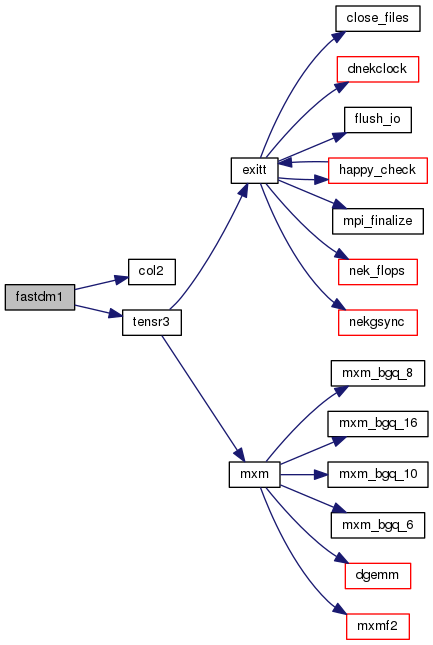 close_files
dnekclock
flush_io
exitt
happy_check
mpi_finalize
col2
nek_flops
fastdm1
tensr3
nekgsync
mxm_bgq_8
mxm_bgq_16
mxm
mxm_bgq_10
mxm_bgq_6
dgemm
mxmf2